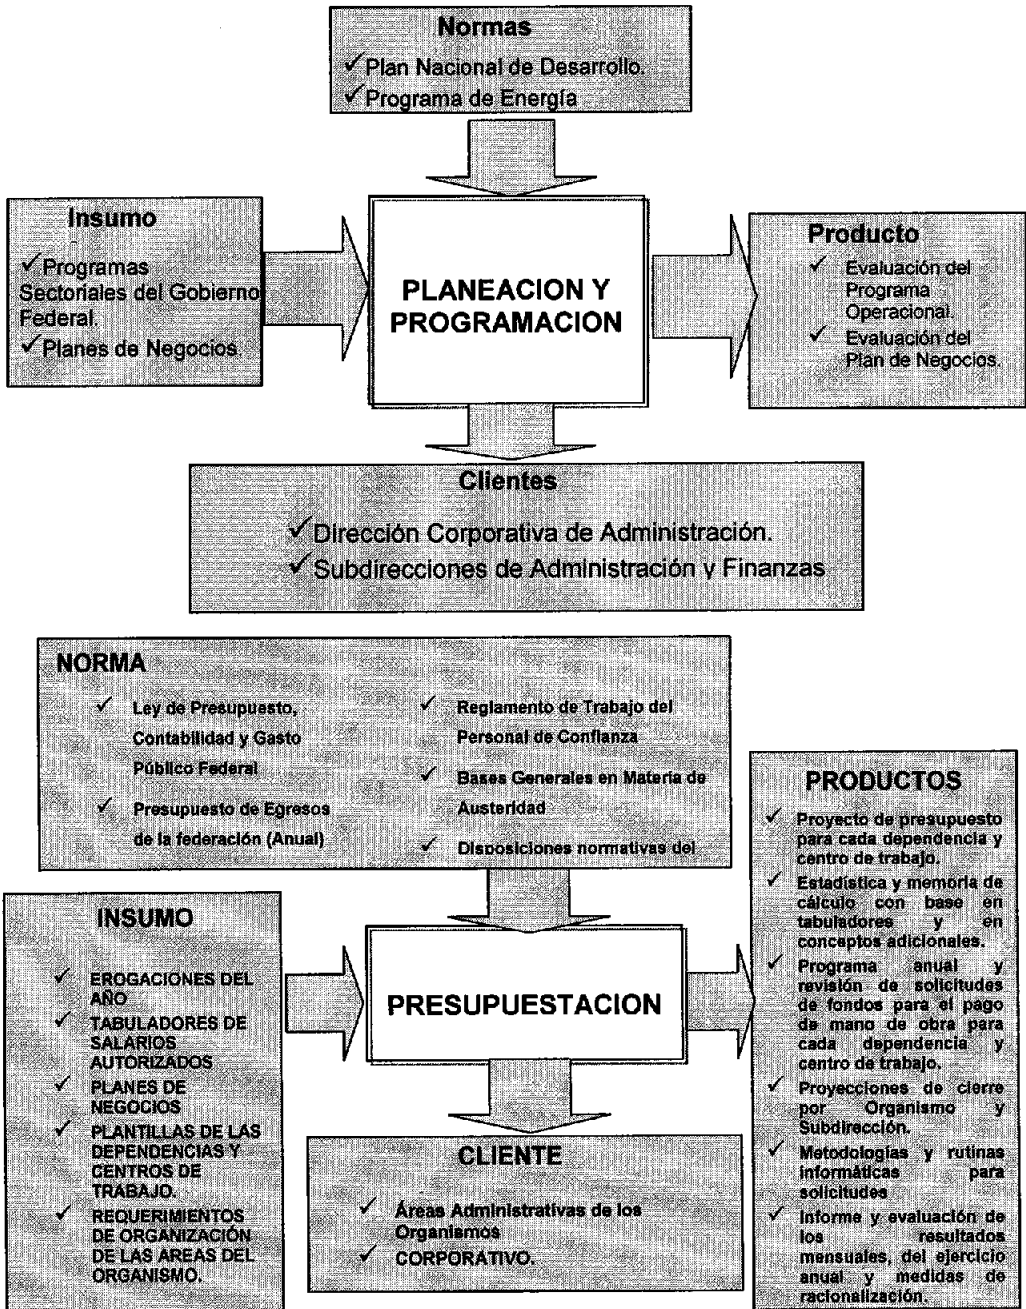 Normas
✓Plan Nacional de Desarrollo.
✓Programa de Energía
Insumo
✓Programas
Sectoriales del Gobierno
Federal.
✓Planes de Negocios.
PLANEACION Y
PROGRAMACION
Producto
✓ Evaluación del
Programa
Operacional.
✓ Evaluación del
Plan de Negocios.
Clientes
✓Dirección Corporativa de Administración.
✓Subdirecciones de Administración y Finanzas
NORMA
✓ Ley de Presupuesto,
Contabilidad y Gasto
Público Federal
✓ Presupuesto de Egresos
de la federación (Anual)
✓ Reglamento de Trabajo del
Personal de Confianza
✓ Bases Generales en Materia de
Austeridad
✓ Disposiciones normativas del
INSUMO
✓ EROGACIONES DEL
AÑO
✓ TABULADORES DE
SALARIOS
AUTORIZADOS
✓ PLANES DE
NEGOCIOS
✓ PLANTILLAS DE LAS
DEPENDENCIAS Y
CENTROS DE
TRABAJO.
✓ REQUERIMIENTOS
DE ORGANIZACIÓN
DE LAS AREAS DEL
ORGANISMO.
PRESUPUESTACION
CLIENTE
✓ Áreas Administrativas de los
Organismos
✓ CORPORATIVO.
PRODUCTOS
✓ Proyecto de presupuesto
para cada dependencia y
centro de trabajo.
✓ Estadística y memoria de
cálculo con base en
tabuladores y en
conceptos adicionales.
✓ Programa anual y
revisión de solicitudes
de fondos para el pago
de mano de obra para
cada dependencia y
centro de trabajo.
✓ Proyecciones de cierre
por Organismo y
Subdirección.
✓ Metodologías y rutinas
informáticas para
solicitudes
✓ Informe y evaluación de
los resultados
mensuales, del ejercicio
anual y medidas de
racionalización.